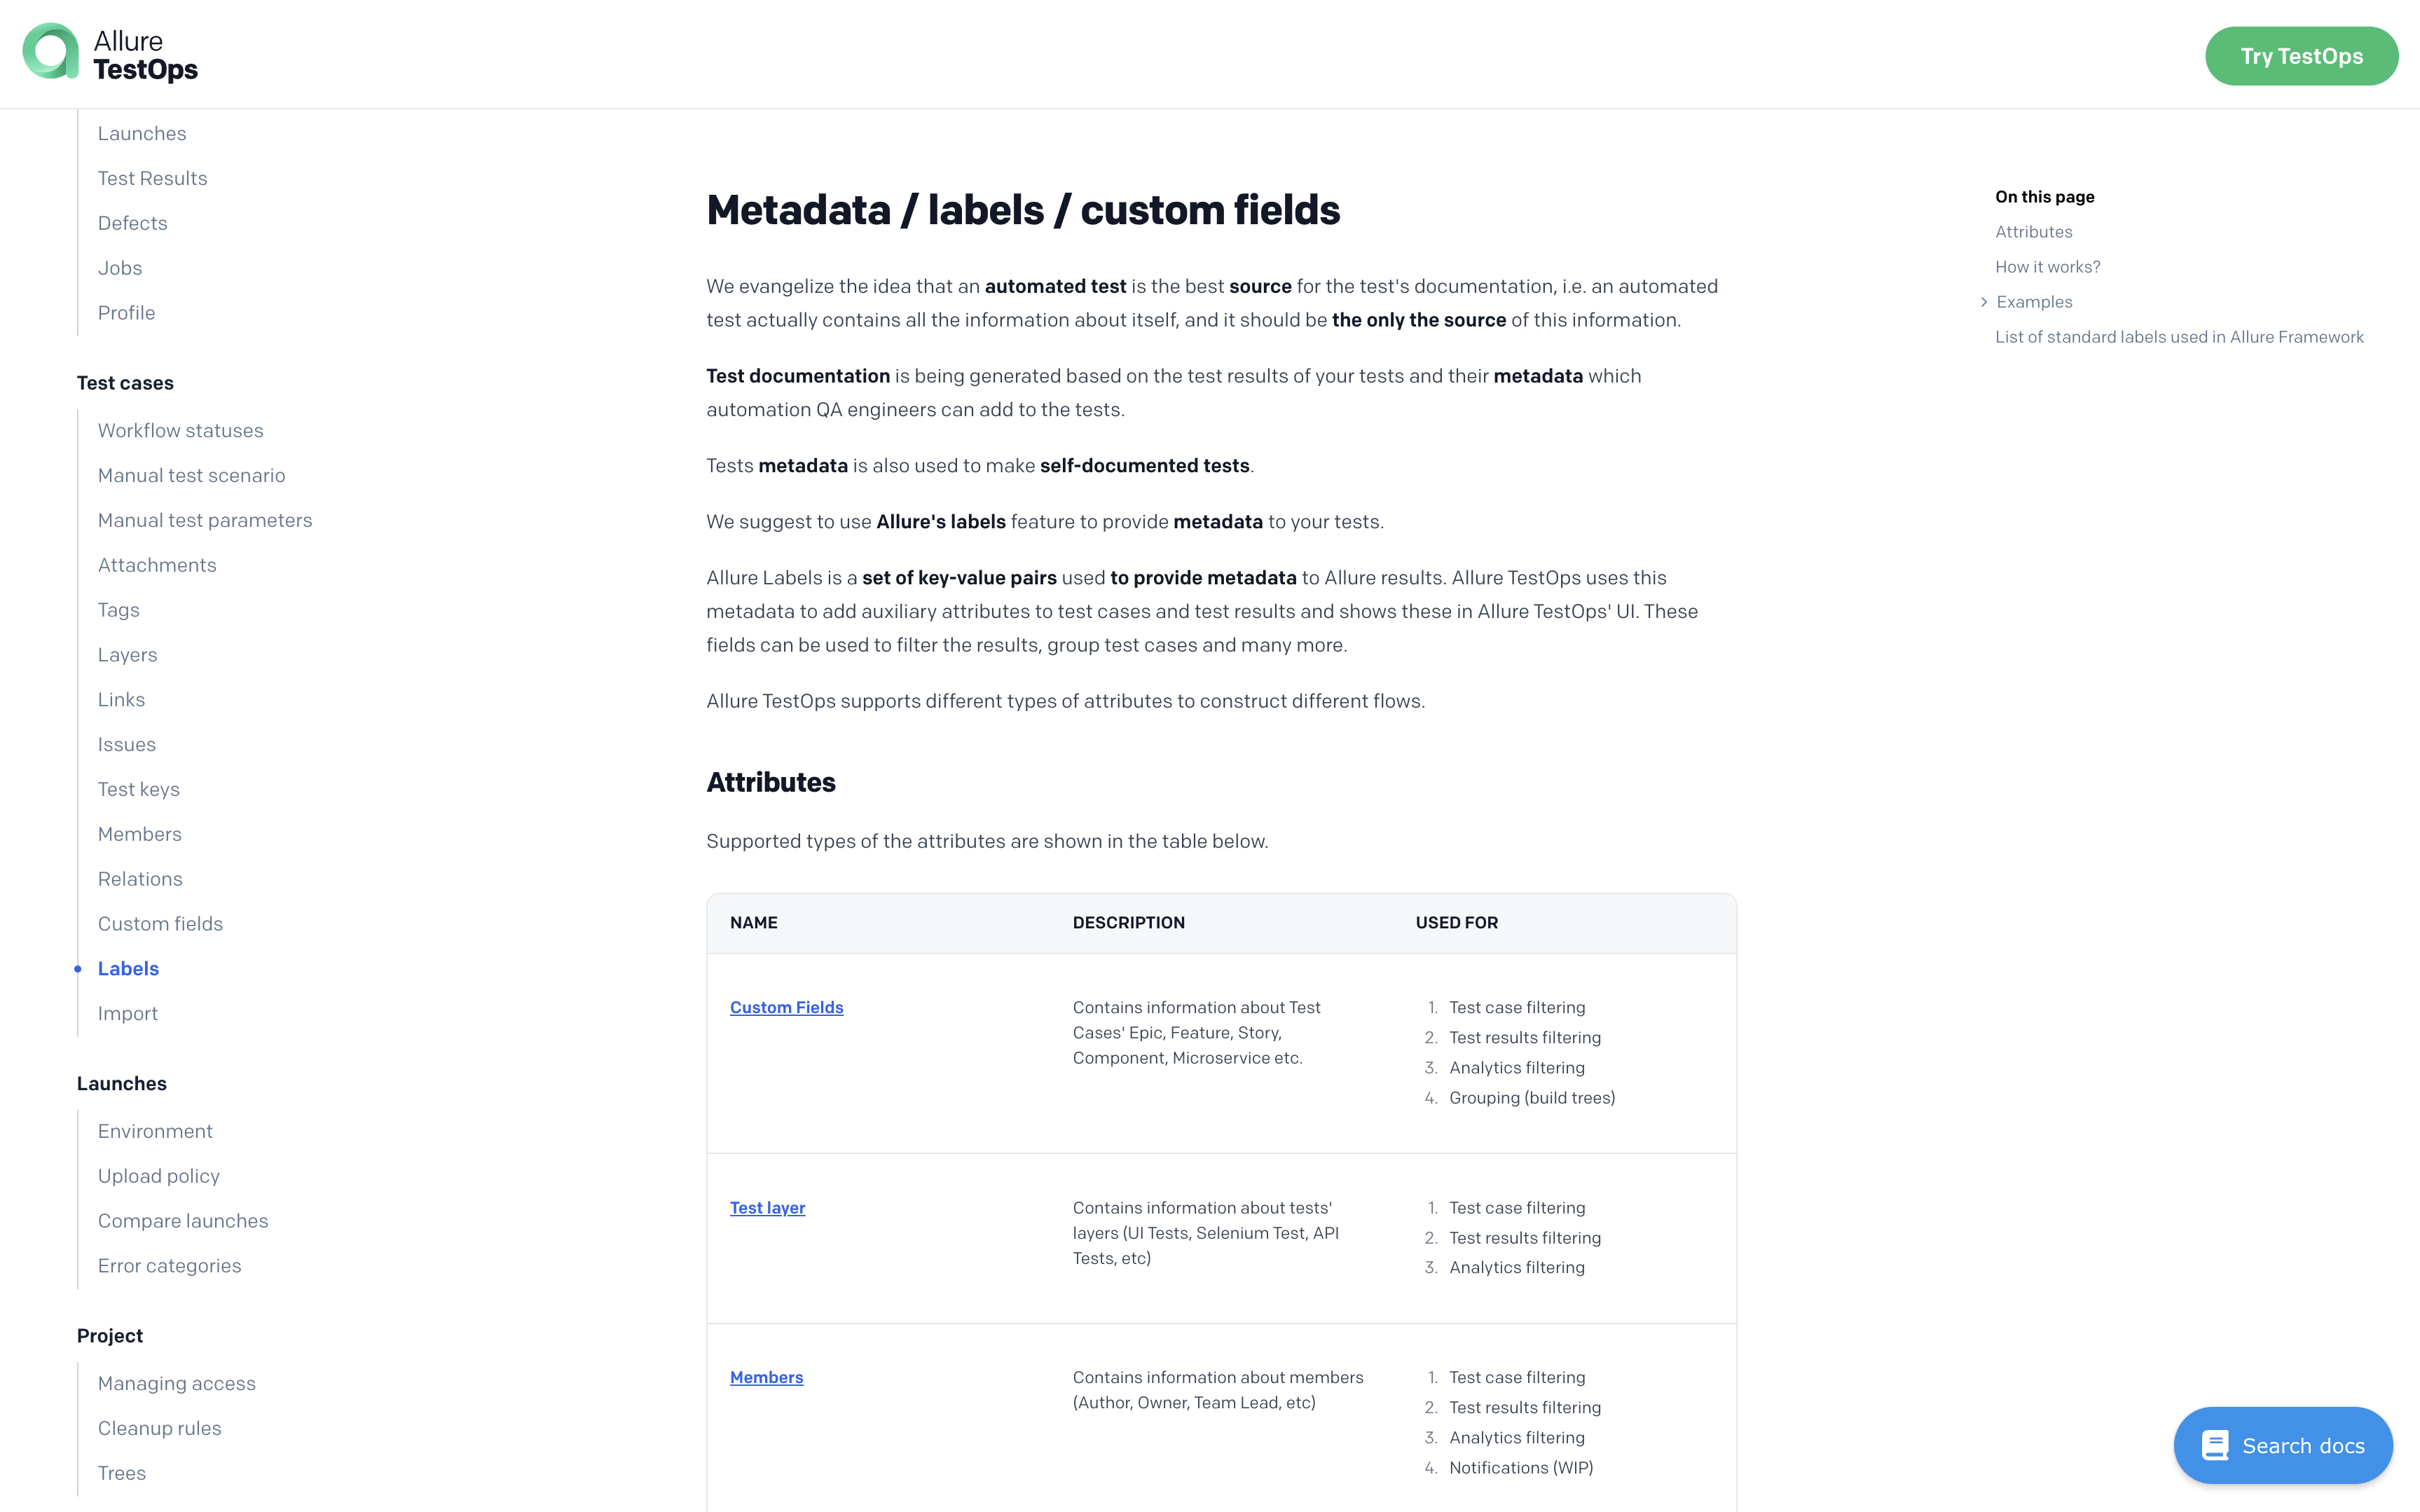 Allure
TestOps
Try TestOps
Launches
Test Results
Defects
Jobs
Profile
Test cases
Workflow statuses
Manual test scenario
Manual test parameters
Attachments
Tags
Layers
Links
Issues
Test keys
Members
Relations
Custom fields
Labels
Import
Launches
Environment
Upload policy
Compare launches
Error categories
Project
Managing access
Cleanup rules
Trees
Metadata / labels / custom fields
We evangelize the idea that an automated test is the best source for the test's documentation, i.e. an automated
test actually contains all the information about itself, and it should be the only the source of this information.
Test documentation is being generated based on the test results of your tests and their metadata which
automation QA engineers can add to the tests.
Tests metadata is also used to make self-documented tests.
We suggest to use Allure's labels feature to provide metadata to your tests.
Allure Labels is a set of key-value pairs used to provide metadata to Allure results. Allure TestOps uses this
metadata to add auxiliary attributes to test cases and test results and shows these in Allure TestOps' UI. These
fields can be used to filter the results, group test cases and many more.
Allure TestOps supports different types of attributes to construct different flows.
Attributes
Supported types of the attributes are shown in the table below.
NAME DESCRIPTION USED FOR
Custom Fields
Contains information about Test
Cases' Epic, Feature, Story,
Component, Microservice etc.
1. Test case filtering
2. Test results filtering
3. Analytics filtering
4. Grouping (build trees)
Test layer
Contains information about tests'
layers (UI Tests, Selenium Test, API
Tests, etc)
1. Test case filtering
2. Test results filtering
3. Analytics filtering
Members
Contains information about members
(Author, Owner, Team Lead, etc)
1. Test case filtering
2. Test results filtering
3. Analytics filtering
4. Notifications (WIP)
On this page
Attributes
How it works?
Examples
List of standard labels used in Allure Framework
Search docs